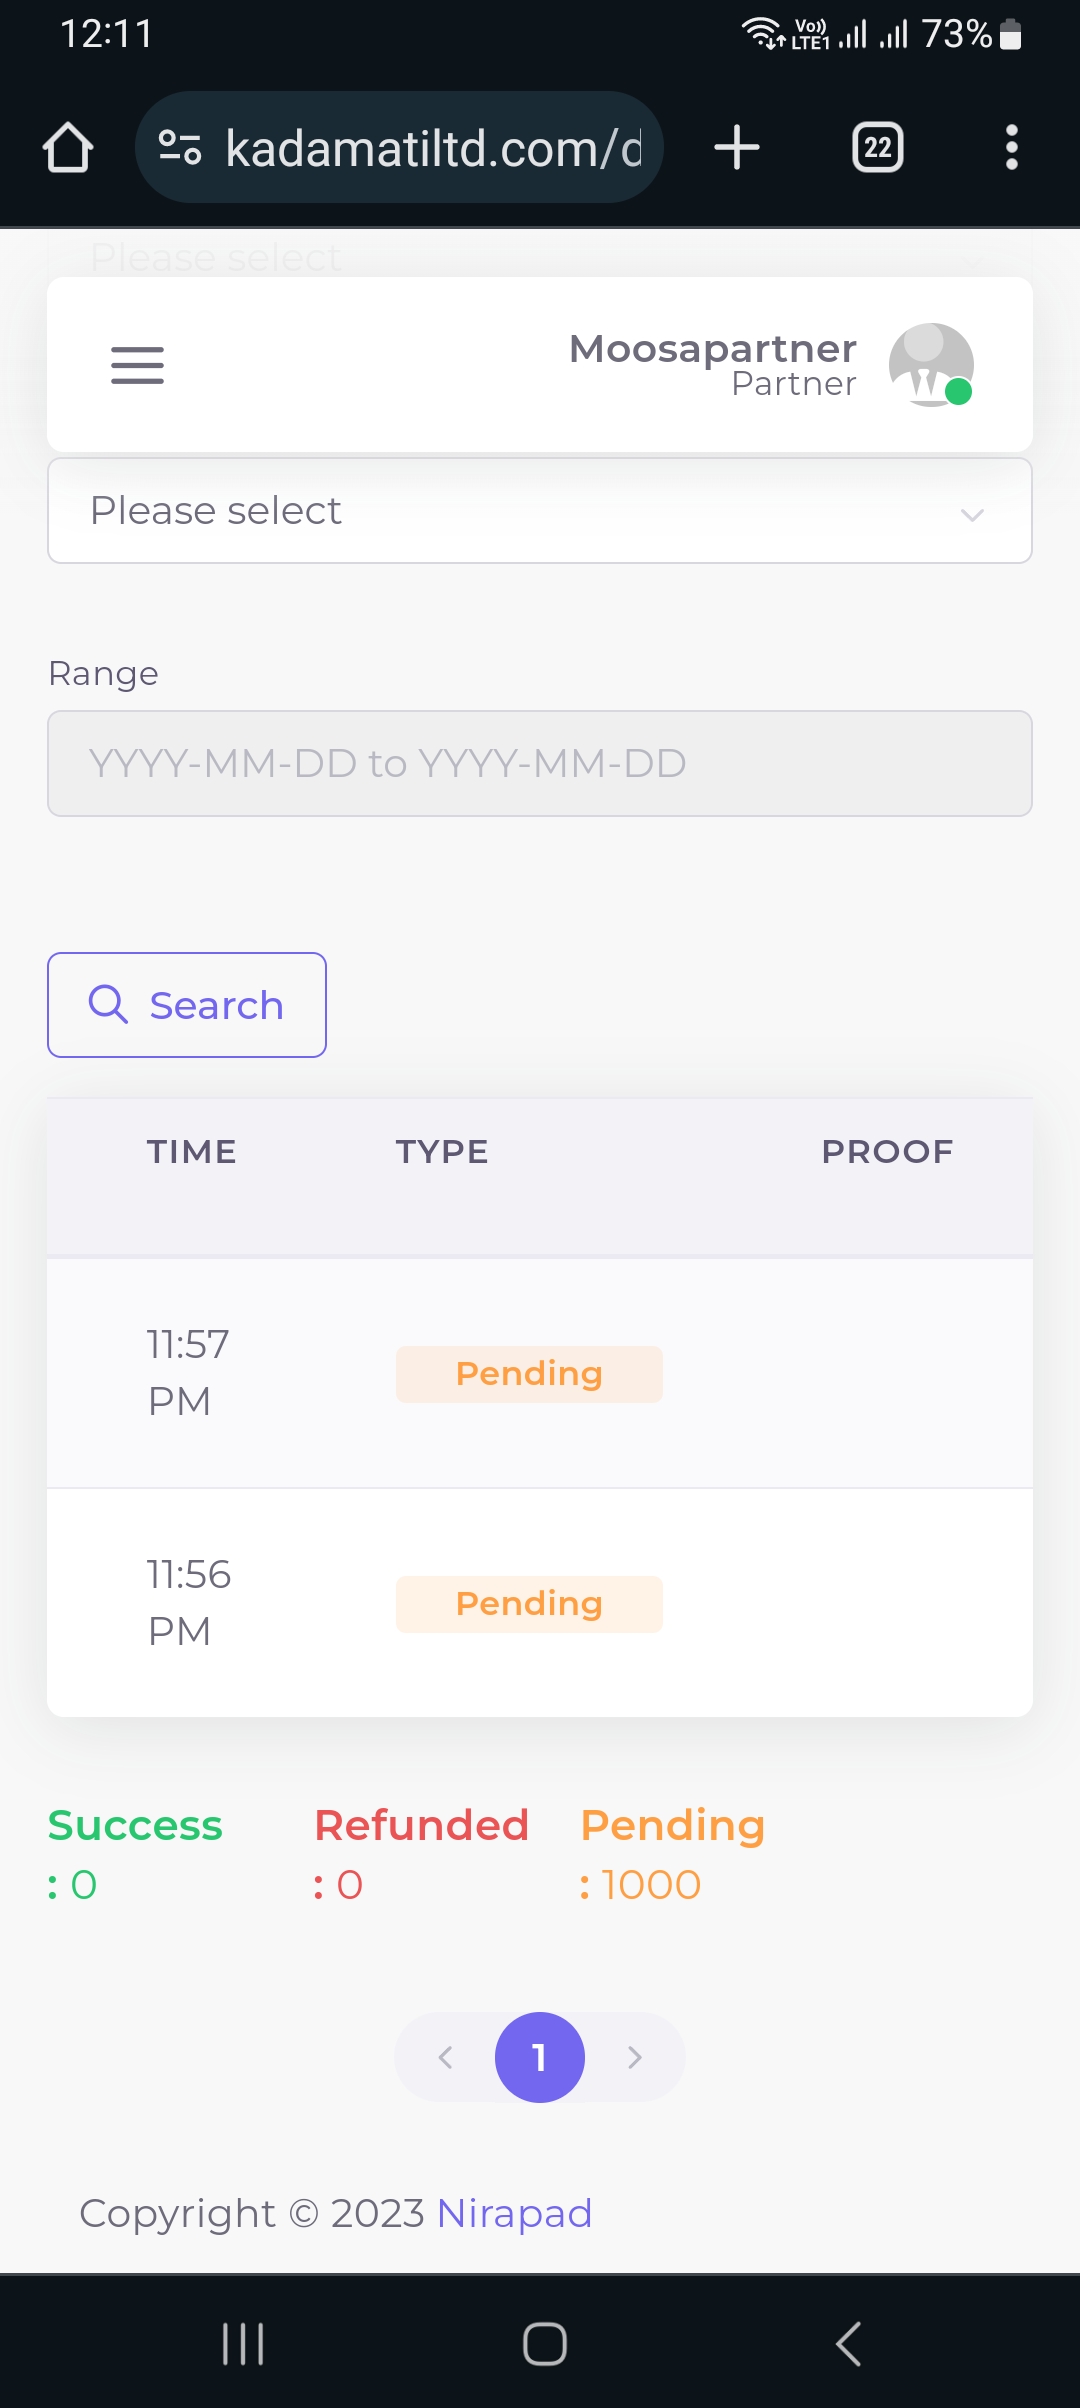 12:11
Vo)) LTE1 73%
kadamatiltd.com/d
22
Please select
Moosapartner
Partner
Please select
Range
YYYY-MM-DD to YYYY-MM-DD
Search
TIME TYPE PROOF
11:57 PM Pending
11:56 PM Pending
Success Refunded Pending
: 0 : 0 : 1000
1
Copyright © 2023 Nirapad